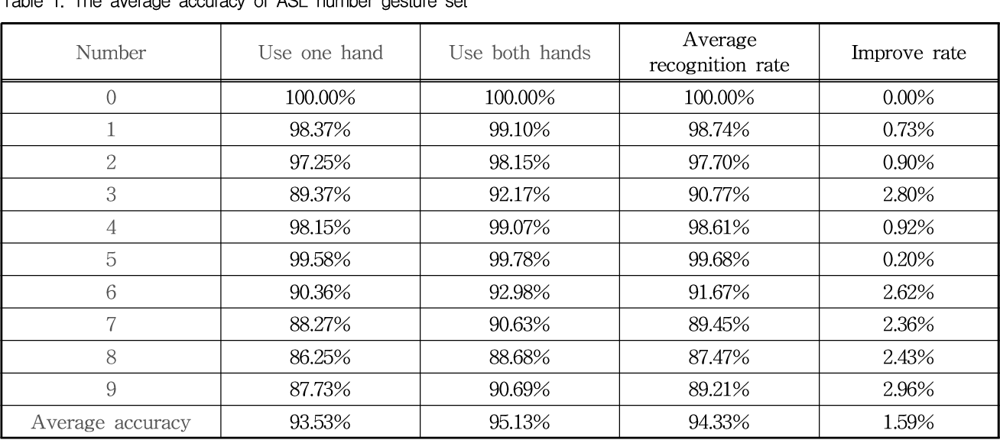 Table 1. The average accuracy of ASL number gesture set
Number Use one hand Use both hands Average recognition rate Improve rate
0 100.00% 100.00% 100.00% 0.00%
1 98.37% 99.10% 98.74% 0.73%
2 97.25% 98.15% 97.70% 0.90%
3 89.37% 92.17% 90.77% 2.80%
4 98.15% 99.07% 98.61% 0.92%
5 99.58% 99.78% 99.68% 0.20%
6 90.36% 92.98% 91.67% 2.62%
7 88.27% 90.63% 89.45% 2.36%
8 86.25% 88.68% 87.47% 2.43%
9 87.73% 90.69% 89.21% 2.96%
Average accuracy 93.53% 95.13% 94.33% 1.59%